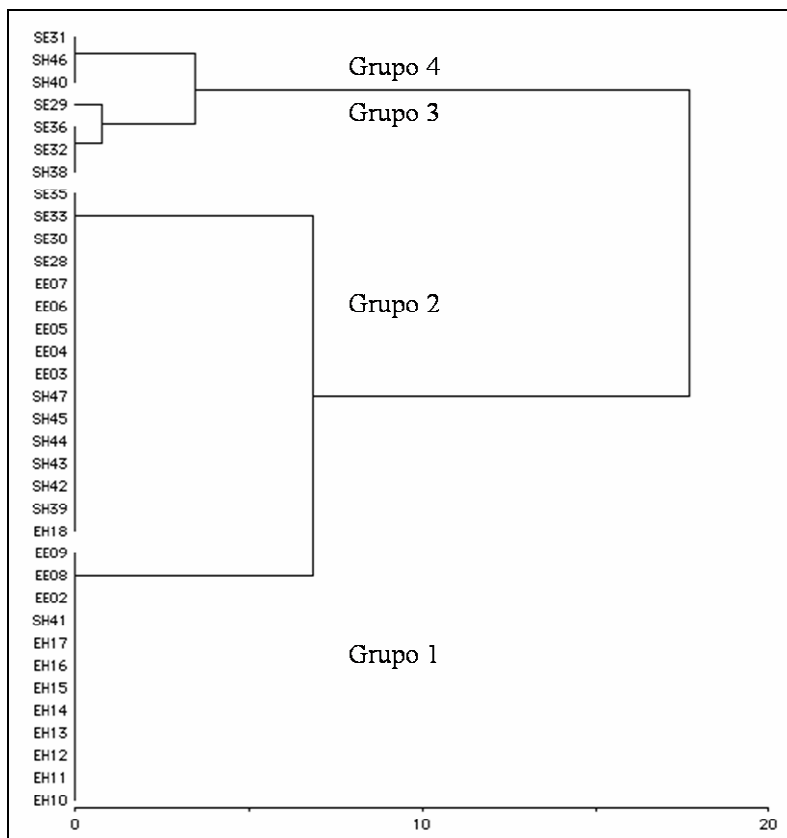 SE31
SH46
Grupo 4
SH40
SE29
Grupo 3
SE36
SE32
SH38
SE35
SE33
SE30
SE28
EE07
Grupo 2
EE06
EE05
EE04
EE03
SH47
SH45
SH44
SH43
SH42
SH39
EH18
EE09
EE08
EE02
SH41
EH17
Grupo 1
EH16
EH15
EH14
EH13
EH12
EH11
EH10
0 10 20